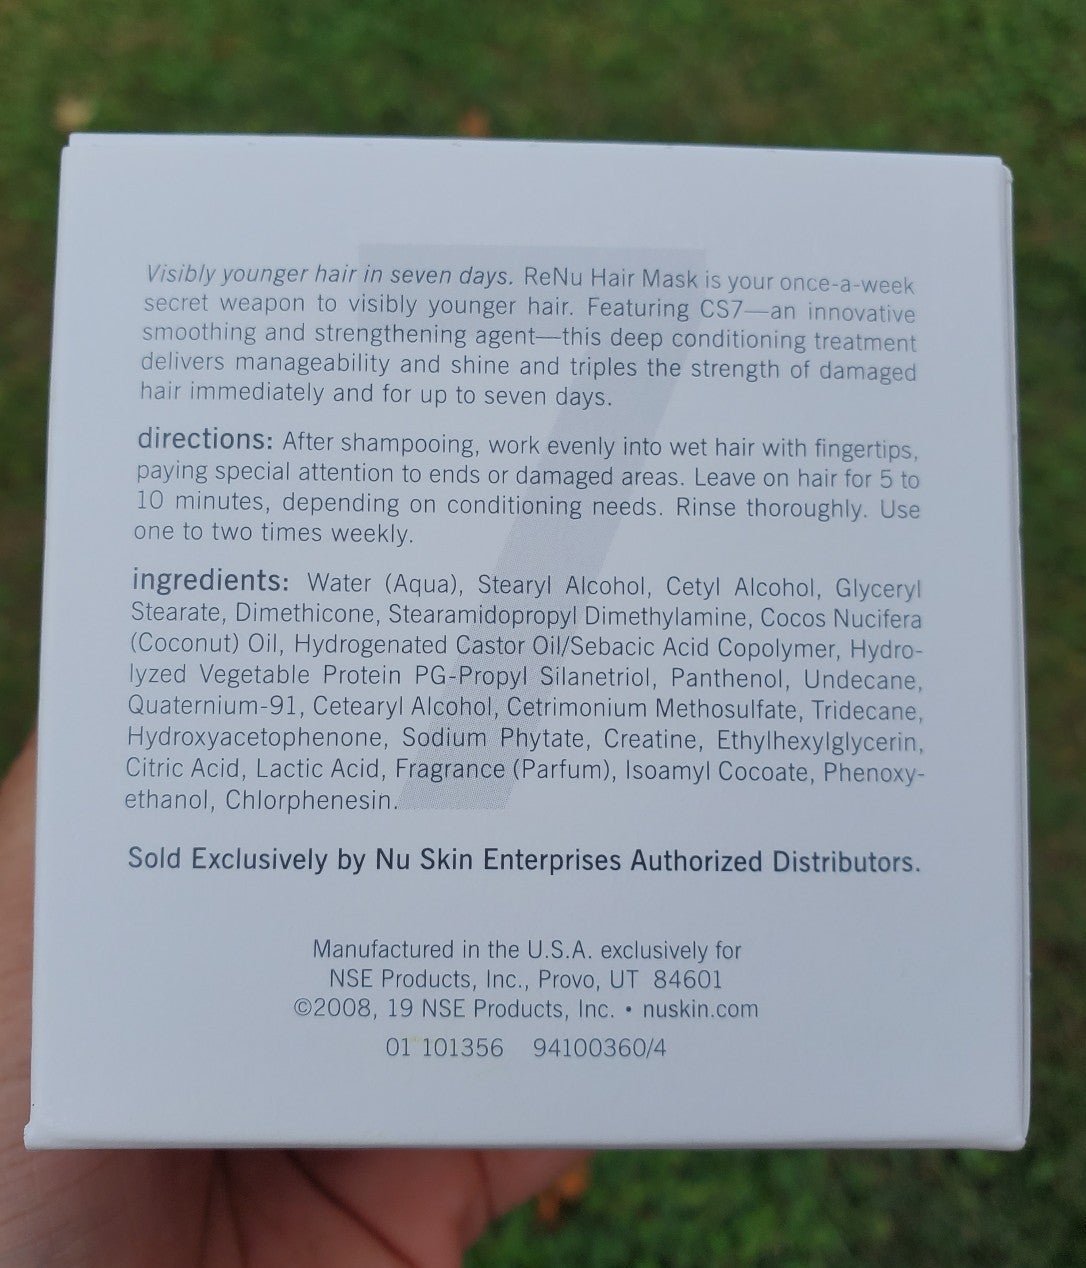 Visibly younger hair in seven days. ReNu Hair Mask is your once-a-week
secret weapon to visibly younger hair. Featuring CS7—an innovative
smoothing and strengthening agent—this deep conditioning treatment
delivers manageability and shine and triples the strength of damaged
hair immediately and for up to seven days.
directions: After shampooing, work evenly into wet hair with fingertips,
paying special attention to ends or damaged areas. Leave on hair for 5 to
10 minutes, depending on conditioning needs. Rinse thoroughly. Use
one to two times weekly.
ingredients: Water (Aqua), Stearyl Alcohol, Cetyl Alcohol, Glyceryl
Stearate, Dimethicone, Stearamidopropyl Dimethylamine, Cocos Nucifera
(Coconut) Oil, Hydrogenated Castor Oil/Sebacic Acid Copolymer, Hydro-
lyzed Vegetable Protein PG-Propyl Silanetriol, Panthenol, Undecane,
Quaternium-91, Cetearyl Alcohol, Cetrimonium Methosulfate, Tridecane,
Hydroxyacetophenone, Sodium Phytate, Creatine, Ethylhexylglycerin,
Citric Acid, Lactic Acid, Fragrance (Parfum), Isoamyl Cocoate, Phenoxy-
ethanol, Chlorphenesin.
7
Sold Exclusively by Nu Skin Enterprises Authorized Distributors.
Manufactured in the U.S.A. exclusively for
NSE Products, Inc., Provo, UT 84601
©2008, 19 NSE Products, Inc. • nuskin.com
01 101356 94100360/4